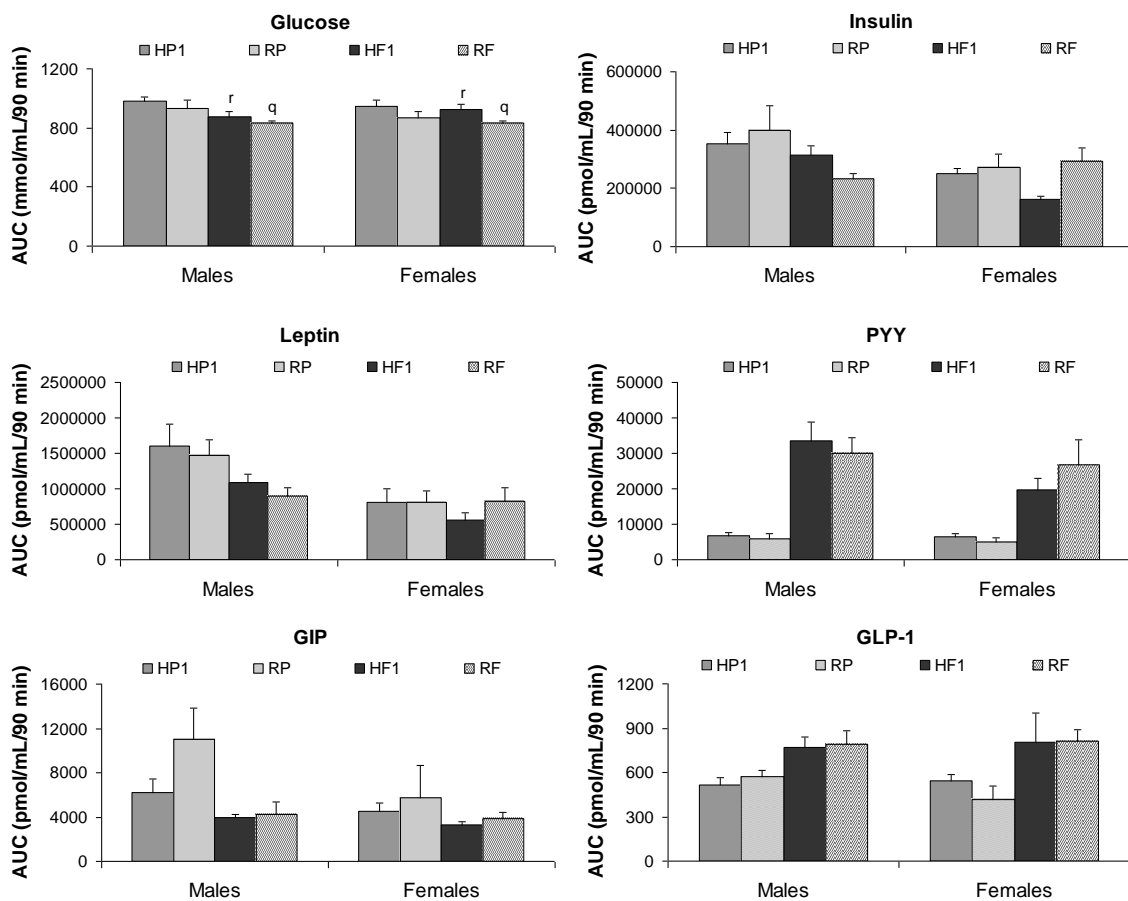 Glucose
HP1 RP HF1 RF
AUC (mmol/mL/90 min)
1200
800
400
0
r q r q
Males Females
Insulin
HP1 RP HF1 RF
AUC (pmol/mL/90 min)
600000
400000
200000
0
Males Females
Leptin
HP1 RP HF1 RF
AUC (pmol/mL/90 min)
2500000
2000000
1500000
1000000
500000
0
Males Females
PYY
HP1 RP HF1 RF
AUC (pmol/mL/90 min)
50000
40000
30000
20000
10000
0
Males Females
GIP
HP1 RP HF1 RF
AUC (pmol/mL/90 min)
16000
12000
8000
4000
0
Males Females
GLP-1
HP1 RP HF1 RF
AUC (pmol/mL/90 min)
1200
900
600
300
0
Males Females